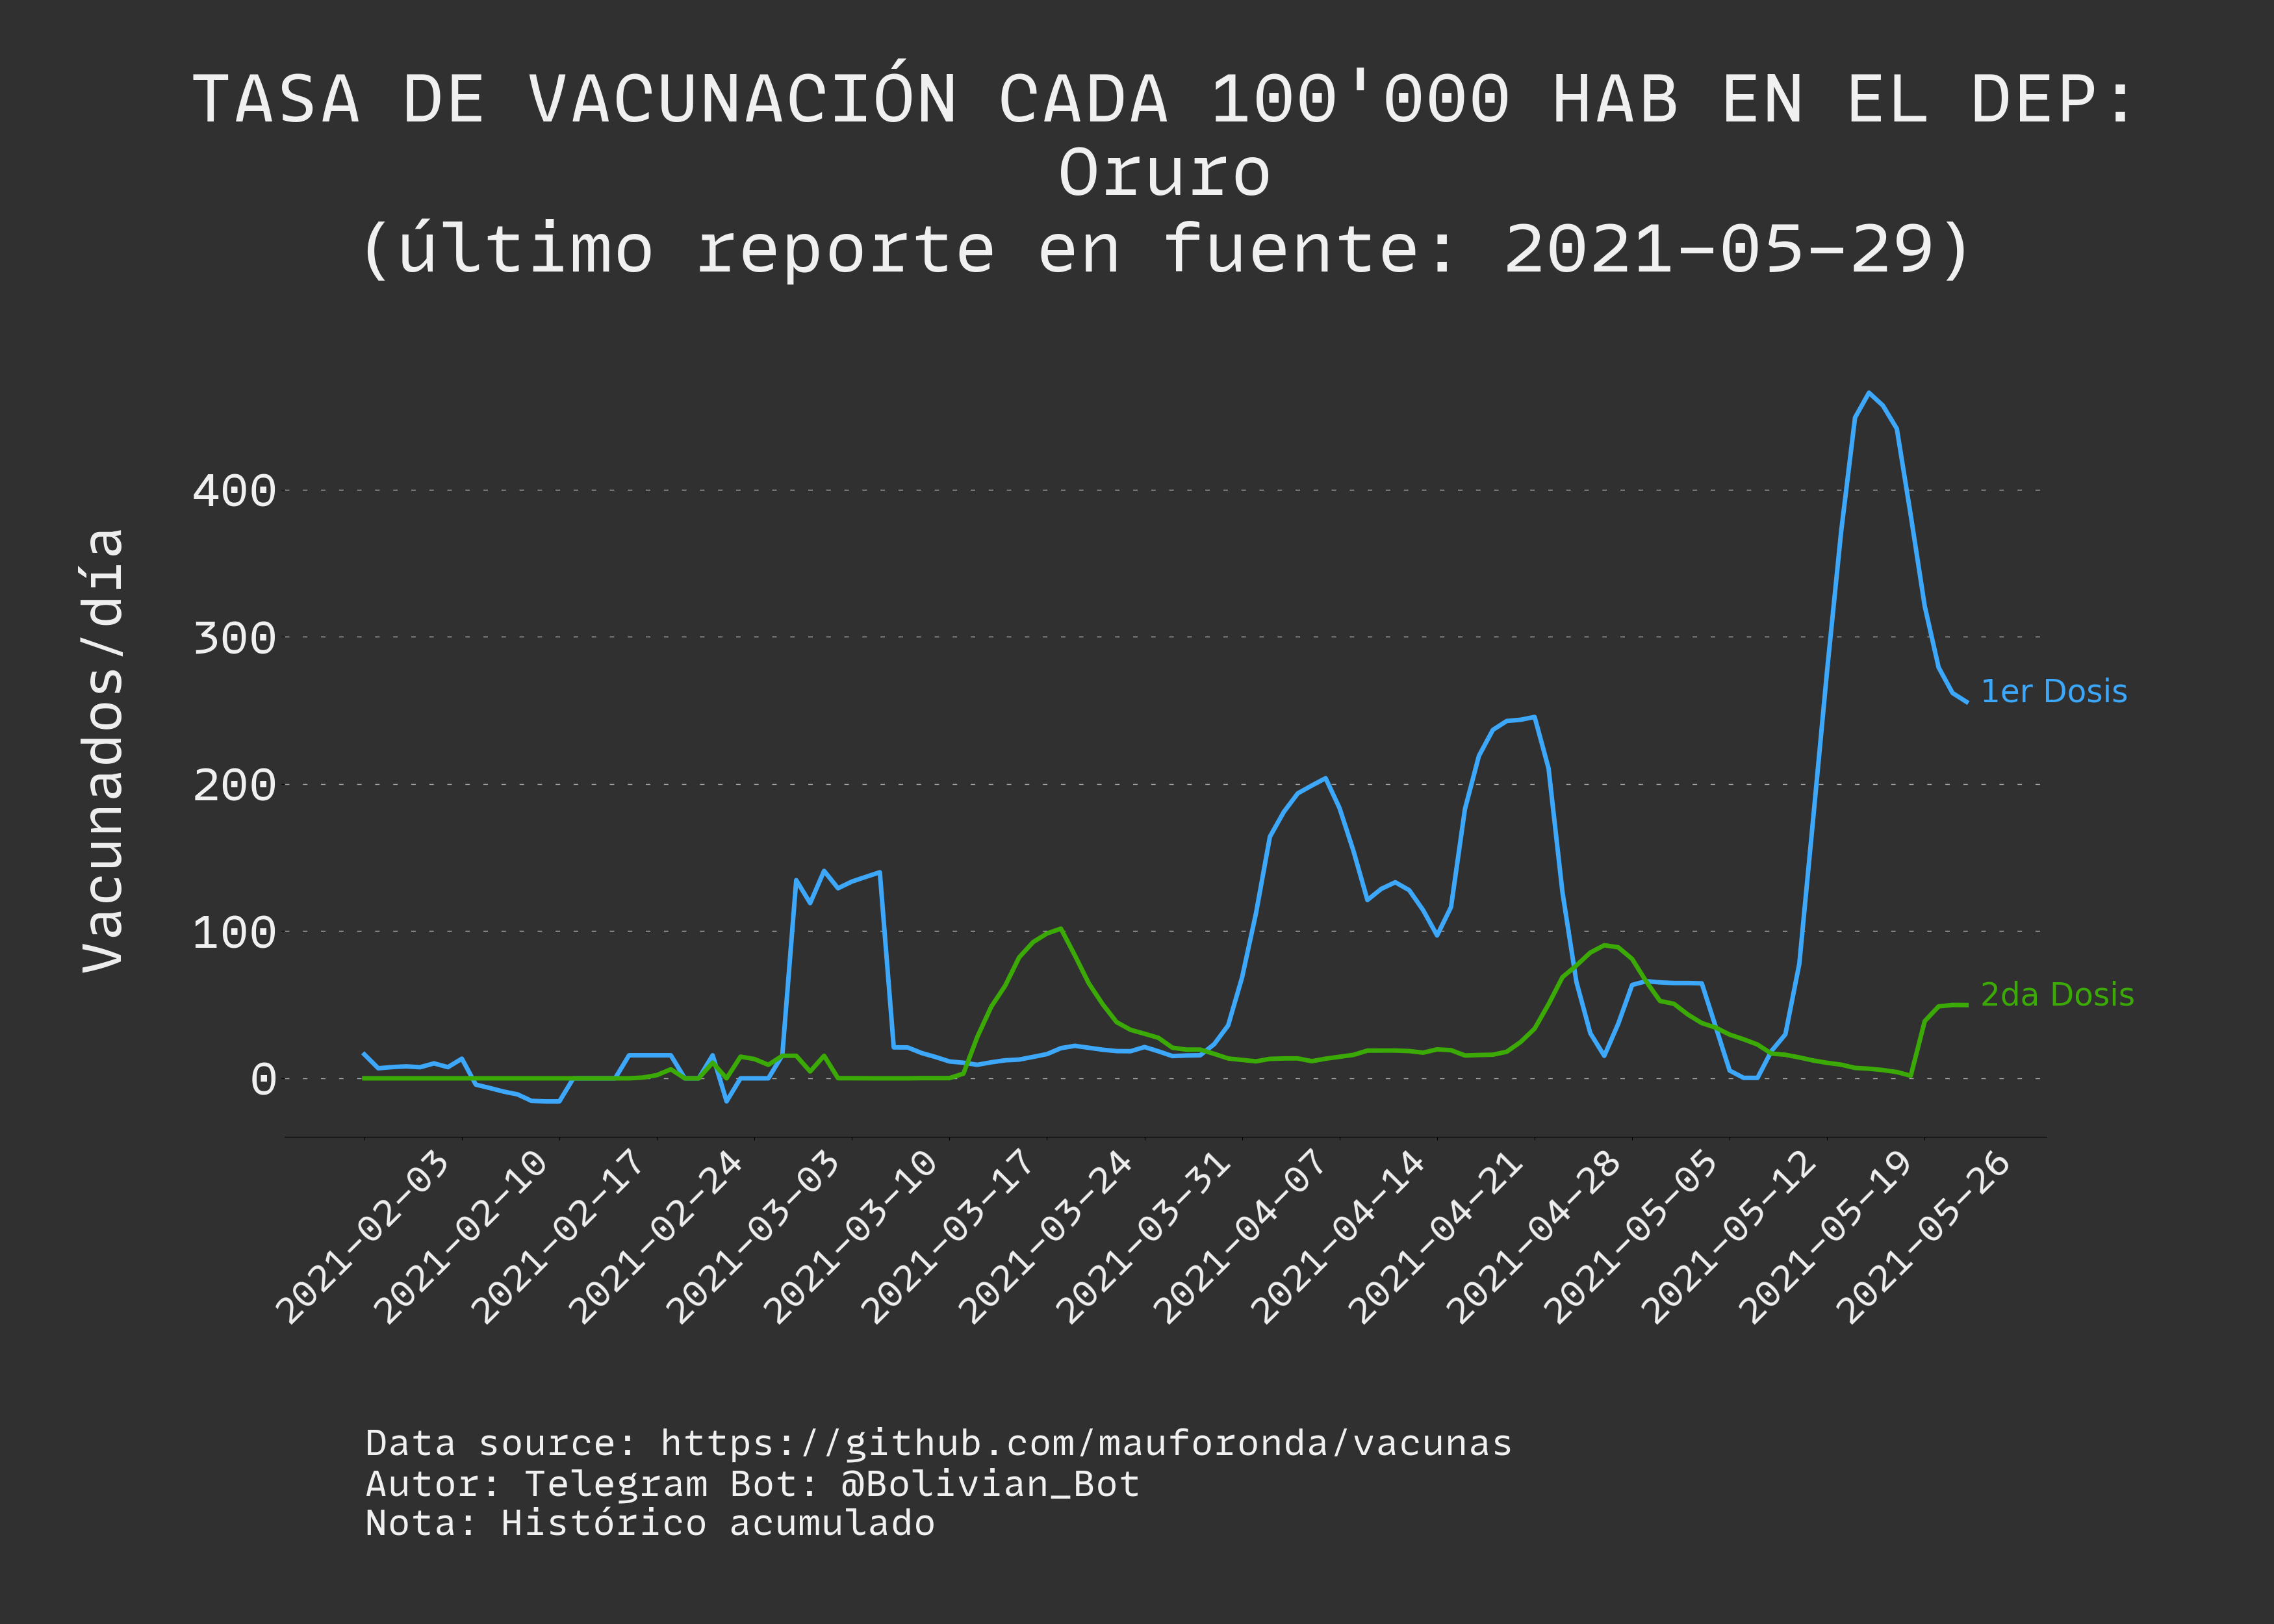 TASA DE VACUNACIÓN CADA 100'000 HAB EN EL DEP:
Oruro
(último reporte en fuente: 2021-05-29)
Vacunados/día
400
300
200
100
0
1er Dosis
2da Dosis
2021-02-03
2021-02-10
2021-02-17
2021-02-24
2021-03-03
2021-03-10
2021-03-17
2021-03-24
2021-03-31
2021-04-07
2021-04-14
2021-04-21
2021-04-28
2021-05-05
2021-05-12
2021-05-19
2021-05-26
Data source: https://github.com/mauforonda/vacunas
Autor: Telegram Bot: @Bolivian_Bot
Nota: Histórico acumulado